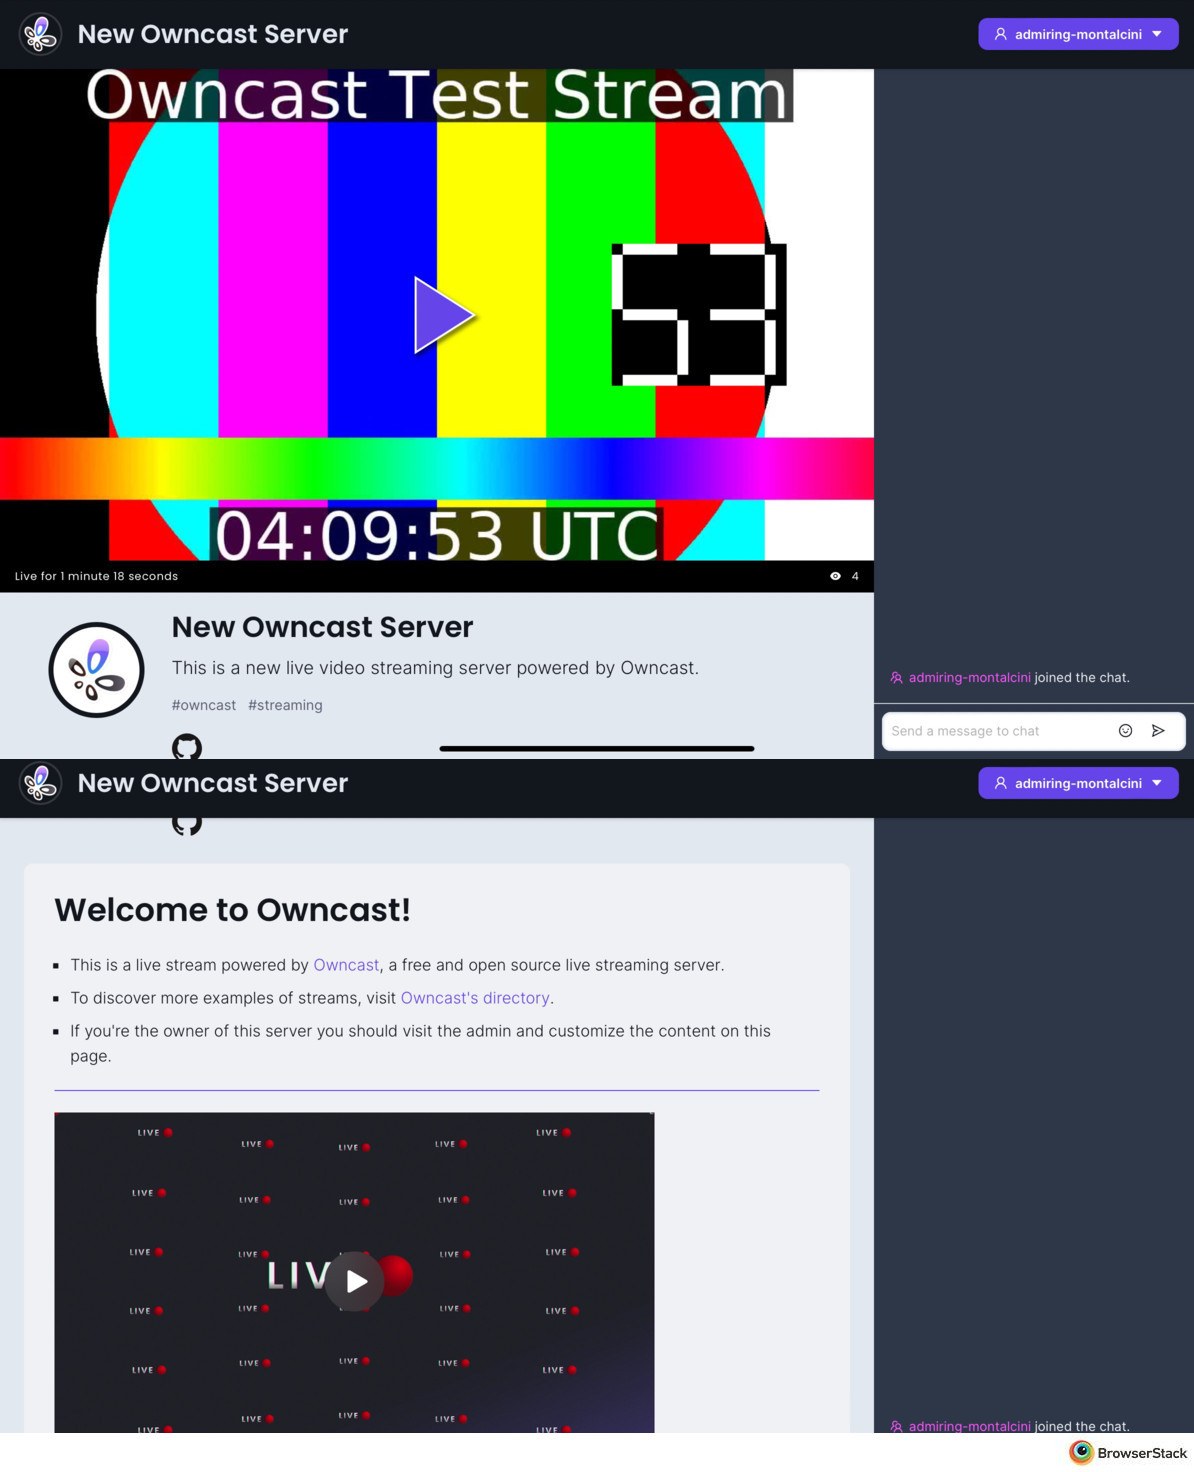 New Owncast Server
admiring-montalcini
Owncast Test Stream
53
04:09:53 UTC
Live for 1 minute 18 seconds
4
New Owncast Server
This is a new live video streaming server powered by Owncast.
#owncast #streaming
admiring-montalcini joined the chat.
Send a message to chat
New Owncast Server
admiring-montalcini
Welcome to Owncast!
This is a live stream powered by Owncast, a free and open source live streaming server.
To discover more examples of streams, visit Owncast's directory.
If you're the owner of this server you should visit the admin and customize the content on this
page.
LIVE LIVE LIVE LIVE LIVE
LIVE LIVE LIVE LIVE LIVE
LIVE LIVE LIVE LIVE
LIV
LIVE LIVE LIVE LIVE
LIVE LIVE LIVE LIVE LIVE
LIVE LIVE LIVE LIVE LIVE
admiring-montalcini joined the chat.
BrowserStack